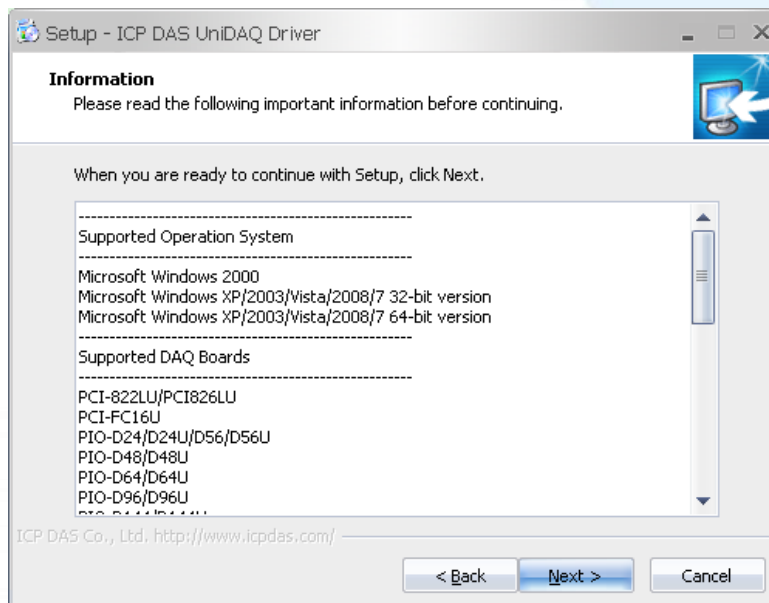 Setup - ICP DAS UniDAQ Driver
Information
Please read the following important information before continuing.
When you are ready to continue with Setup, click Next.
------------------------------------------------------
Supported Operation System
------------------------------------------------------
Microsoft Windows 2000
Microsoft Windows XP/2003/Vista/2008/7 32-bit version
Microsoft Windows XP/2003/Vista/2008/7 64-bit version
------------------------------------------------------
Supported DAQ Boards
------------------------------------------------------
PCI-822LU/PCI826LU
PCI-FC16U
PIO-D24/D24U/D56/D56U
PIO-D48/D48U
PIO-D64/D64U
PIO-D96/D96U
ICP DAS Co., Ltd. http://www.icpdas.com/
< Back
Next >
Cancel